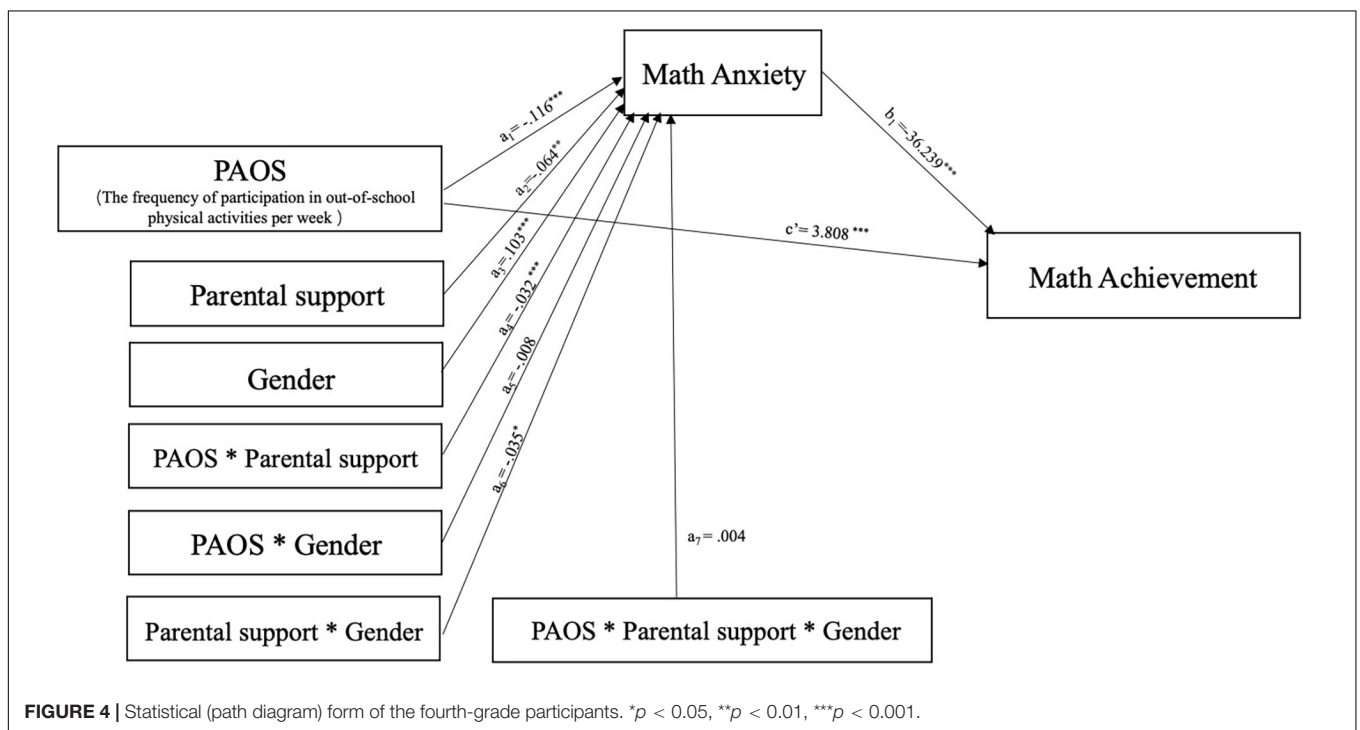 Math Anxiety
a₁= -.116***
b₁=-36.239***
PAOS
(The frequency of participation in out-of-school
physical activities per week )
a₂=-.064**
c'= 3.808 ***
a₃=.103***
Parental support
Math Achievement
a₄= -.032***
Gender
a₅= -.008
PAOS * Parental support
a₆= -.035*
PAOS * Gender
a₇= .004
Parental support * Gender
PAOS * Parental support * Gender
FIGURE 4 | Statistical (path diagram) form of the fourth-grade participants. *p < 0.05, **p < 0.01, ***p < 0.001.